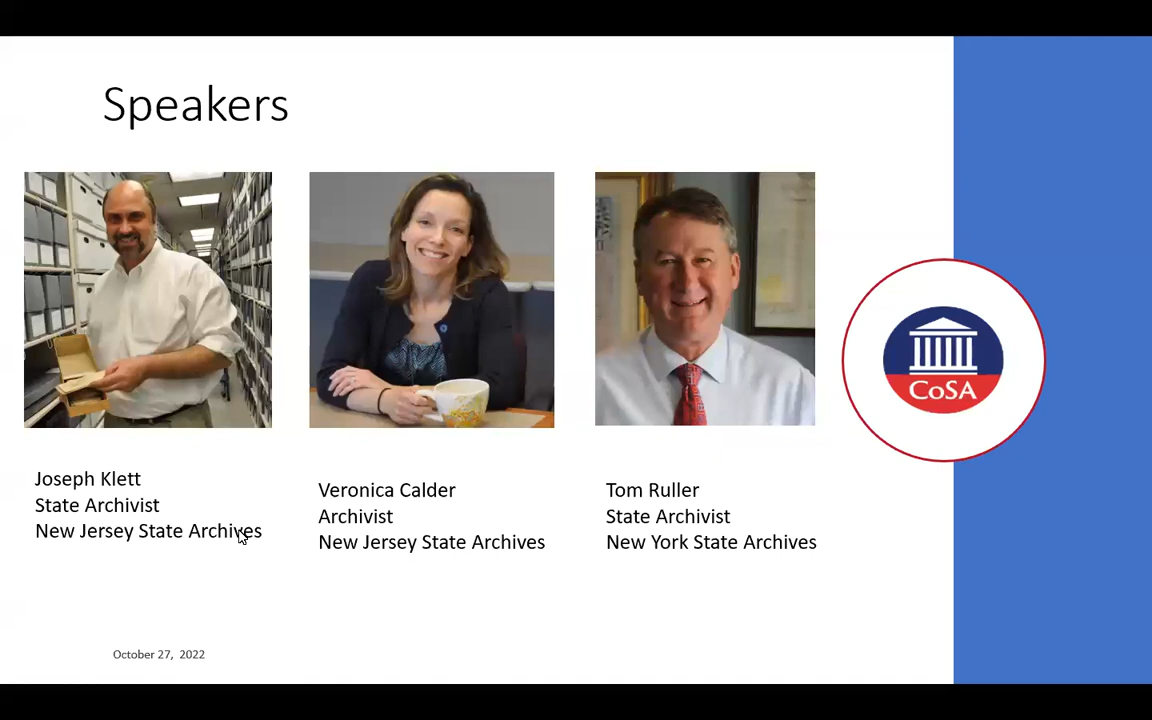 Speakers
CoSA
Joseph Klett
State Archivist
New Jersey State Archives
Veronica Calder
Archivist
New Jersey State Archives
Tom Ruller
State Archivist
New York State Archives
October 27, 2022